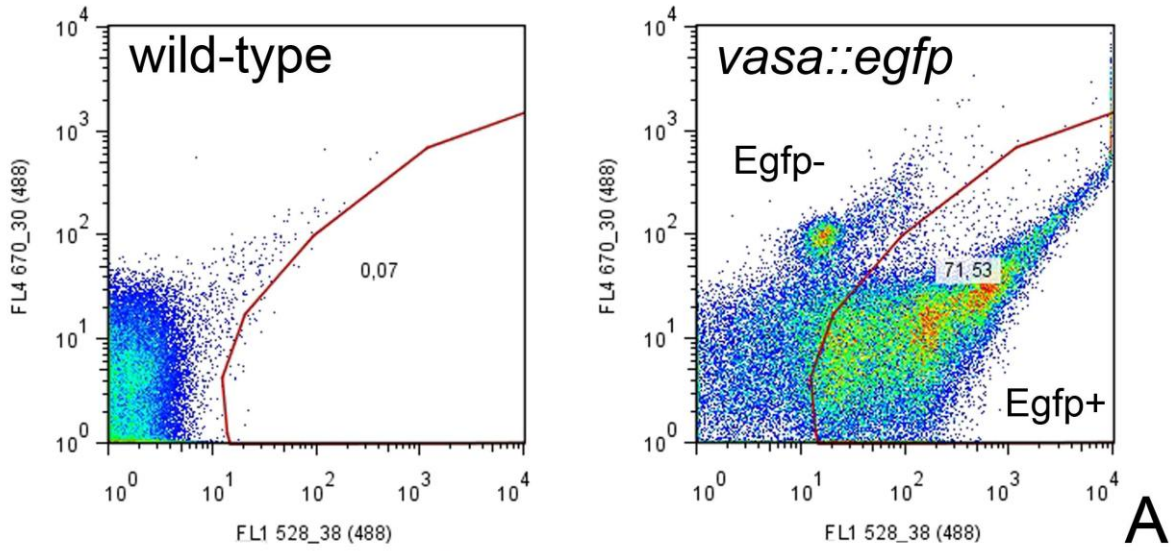 wild-type
10^4
10^3
10^2
10^1
10^0
FL4 670_30 (488)
0,07
10^0 10^1 10^2 10^3 10^4
FL1 528_38 (488)
vasa::egfp
10^4
10^3
10^2
10^1
10^0
FL4 670_30 (488)
Egfp-
71,53
Egfp+
10^0 10^1 10^2 10^3 10^4
FL1 528_38 (488)
A